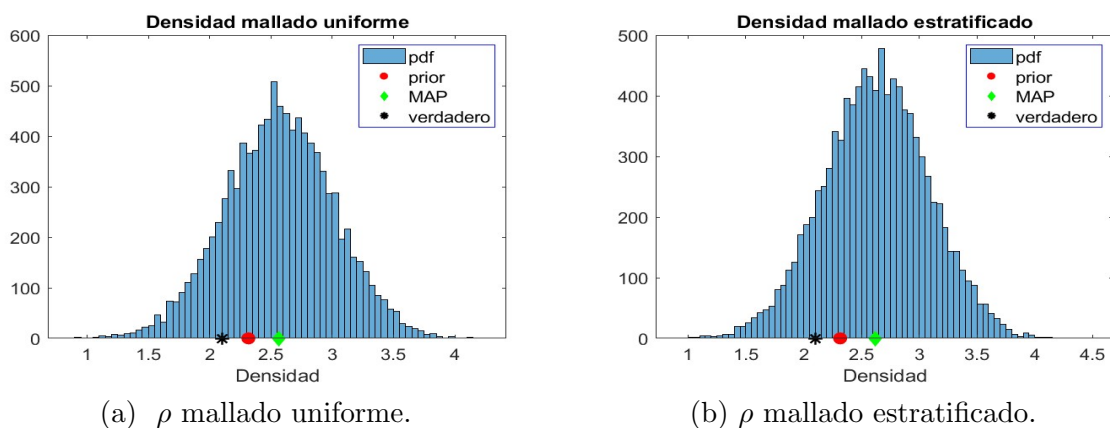 Densidad mallado uniforme
600
500
400
300
200
100
0
1
1.5
2
2.5
3
3.5
4
Densidad
pdf
prior
MAP
verdadero
(a) ρ mallado uniforme.
Densidad mallado estratificado
500
400
300
200
100
0
1
1.5
2
2.5
3
3.5
4
4.5
Densidad
pdf
prior
MAP
verdadero
(b) ρ mallado estratificado.